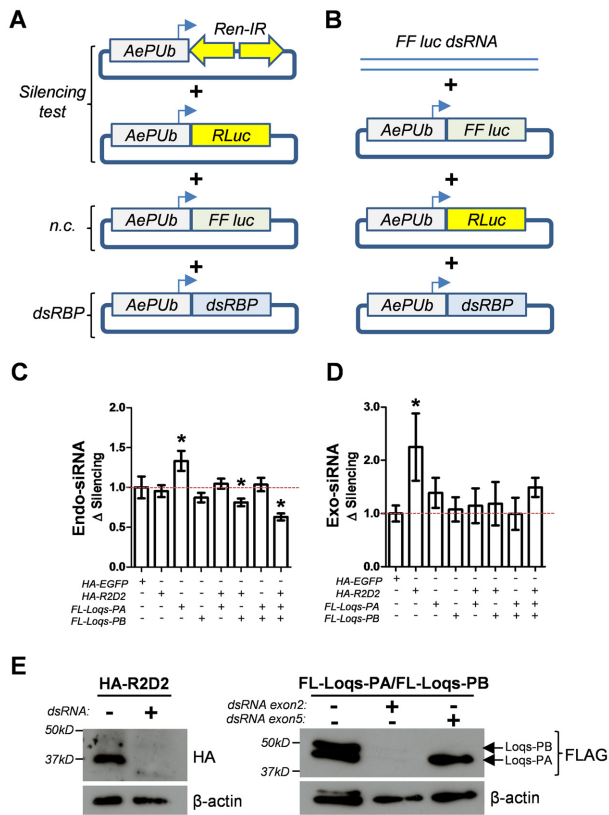 A
Ren-IR
AePUb
Silencing
test
+
AePUb RLuc
+
n.c.
AePUb FF luc
+
dsRBP
AePUb dsRBP
B
FF luc dsRNA
+
AePUb FF luc
+
AePUb RLuc
+
AePUb dsRBP
C
Endo-siRNA
Δ Silencing
2.0
1.5
1.0
0.5
0.0
*
*
*
HA-EGFP + - - - - - - -
HA-R2D2 - + - - + + - +
FL-Loqs-PA - - + - + - + +
FL-Loqs-PB - - - + - + + +
D
Exo-siRNA
Δ Silencing
3.0
2.0
1.0
0.0
*
HA-EGFP + - - - - - - -
HA-R2D2 - + - - + + - +
FL-Loqs-PA - - + - + - + +
FL-Loqs-PB - - - + - + + +
E
HA-R2D2
dsRNA: - +
50kD
37kD
HA
β-actin
FL-Loqs-PA/FL-Loqs-PB
dsRNA exon2: - + -
dsRNA exon5: - - +
50kD
37kD
Loqs-PB
Loqs-PA
FLAG
β-actin